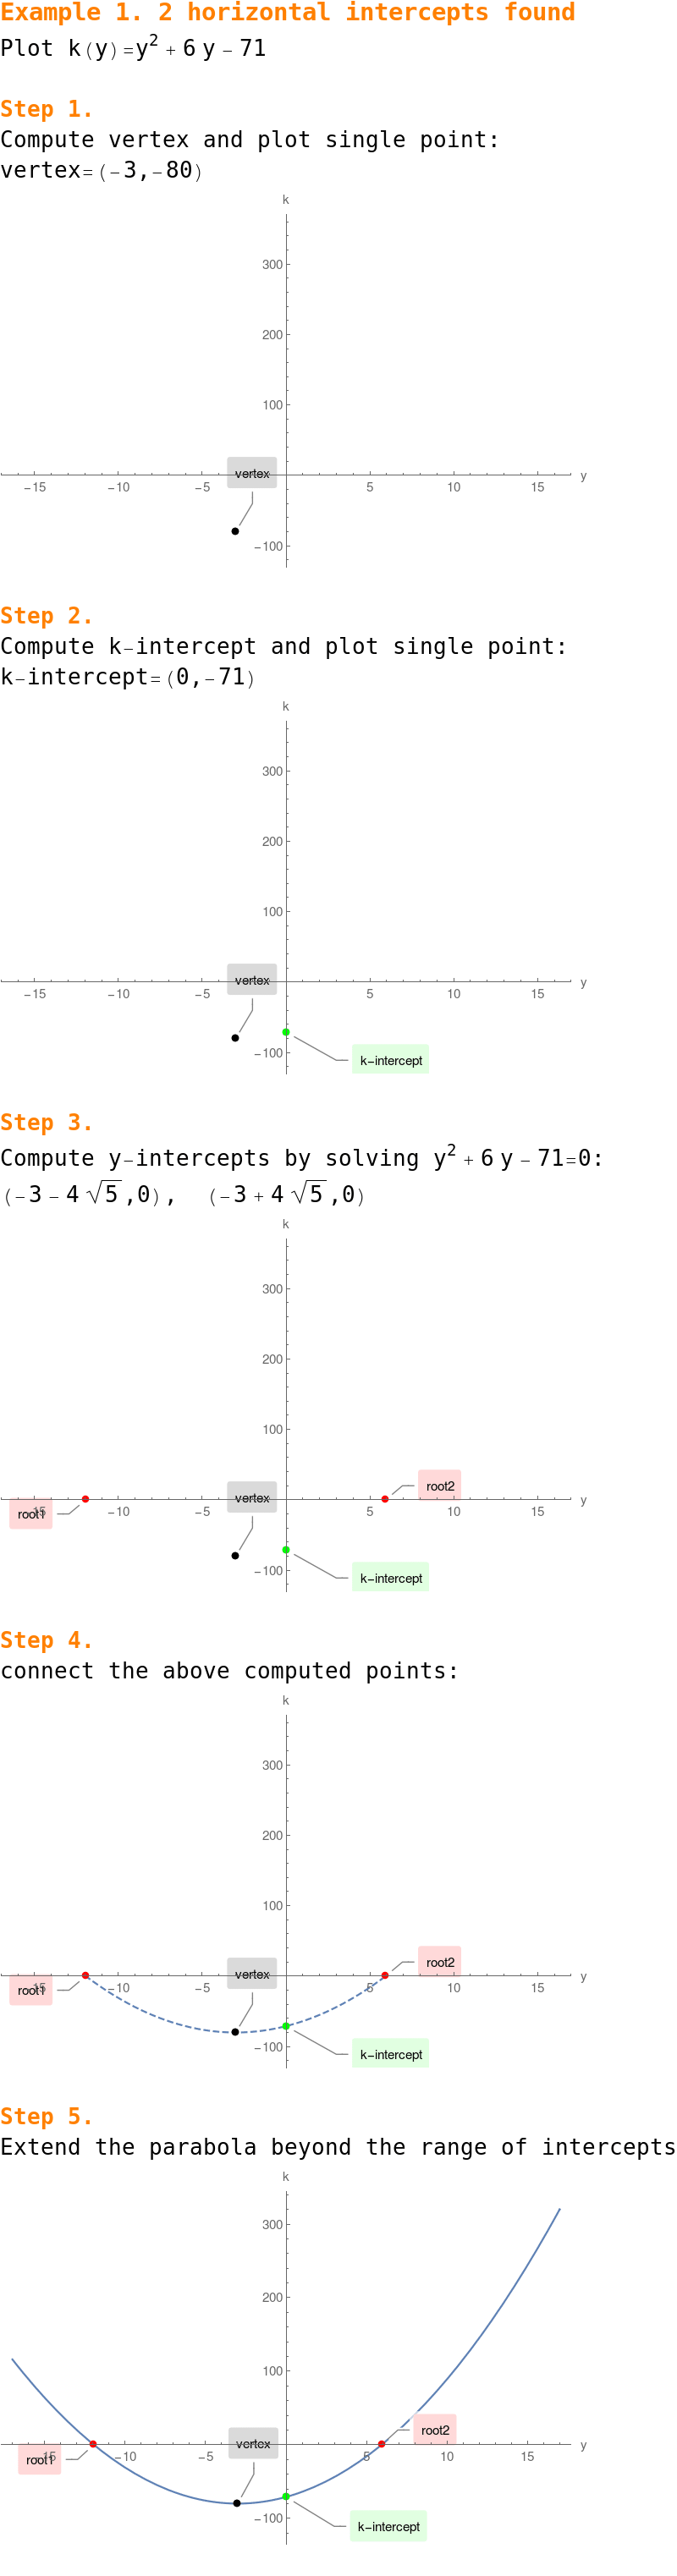 Example 1. 2 horizontal intercepts found
Plot k(y)=y² + 6 y − 71
Step 1.
Compute vertex and plot single point:
vertex=(−3,−80)
k
300
200
100
vertex
−15 −10 −5 5 10 15 y
−100
Step 2.
Compute k−intercept and plot single point:
k−intercept=(0,−71)
k
300
200
100
vertex
−15 −10 −5 5 10 15 y
−100
k−intercept
Step 3.
Compute y−intercepts by solving y² + 6 y − 71=0:
(−3 − 4 √5 ,0), (−3 + 4 √5 ,0)
k
300
200
100
root2
vertex
root1 −15 −10 −5 5 10 15 y
−100
k−intercept
Step 4.
connect the above computed points:
k
300
200
100
root2
vertex
root1 −15 −10 −5 5 10 15 y
−100
k−intercept
Step 5.
Extend the parabola beyond the range of intercepts
k
300
200
100
root2
vertex
root1 −15 −10 −5 5 10 15 y
−100
k−intercept